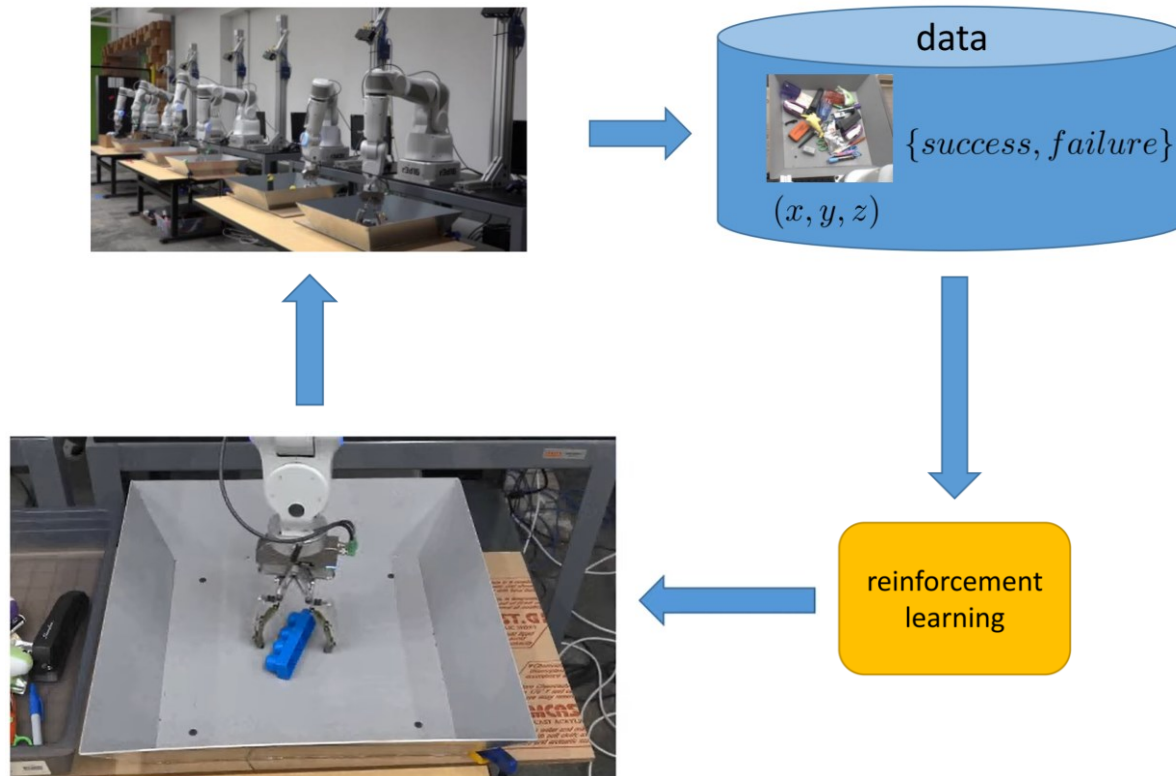 data
{success, failure}
(x, y, z)
reinforcement
learning